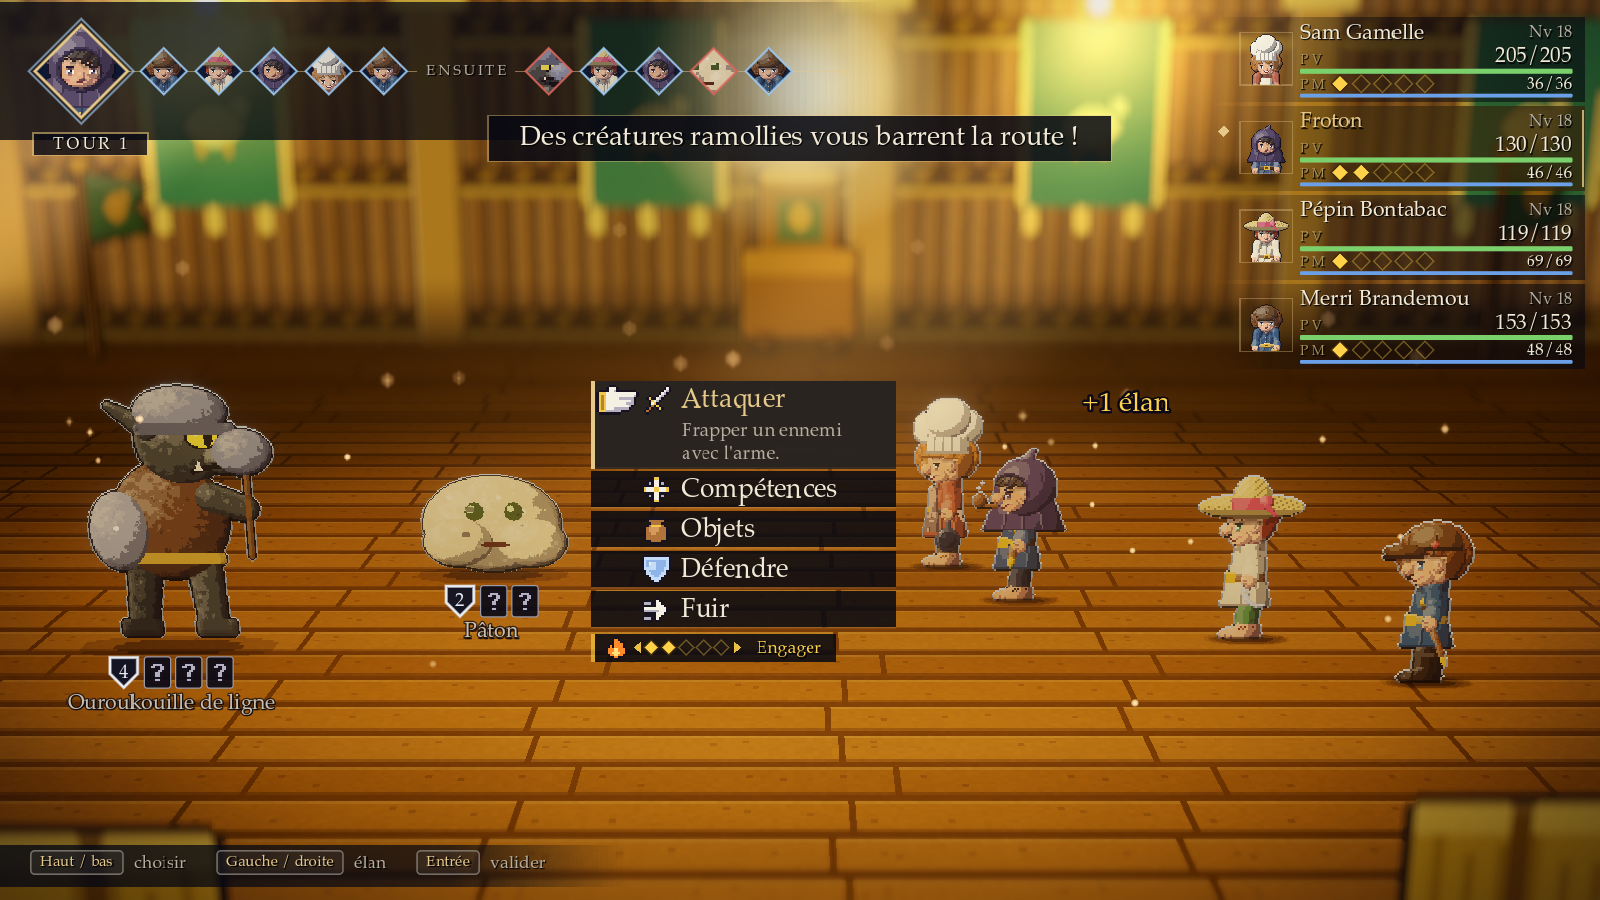 ENSUITE
TOUR 1
Des créatures ramollies vous barrent la route !
Sam Gamelle Nv 18
PV 205/205
PM 36/36
Froton Nv 18
PV 130/130
PM 46/46
Pépin Bontabac Nv 18
PV 119/119
PM 69/69
Merri Brandemou Nv 18
PV 153/153
PM 48/48
+1 élan
Attaquer
Frapper un ennemi
avec l'arme.
Compétences
Objets
Défendre
Fuir
Engager
2 ? ?
Pâton
4 ? ? ?
Ouroukouille de ligne
Haut / bas choisir Gauche / droite élan Entrée valider